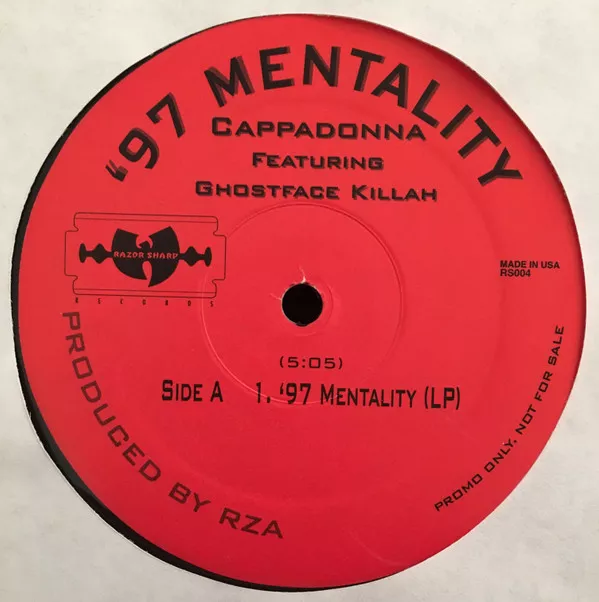 ‘97 MENTALITY
CAPPADONNA
FEATURING
GHOSTFACE KILLAH
RAZOR SHARP
RECORDS
MADE IN USA
RS004
(5:05)
SIDE A 1. ‘97 MENTALITY (LP)
PRODUCED BY RZA
PROMO ONLY. NOT FOR SALE